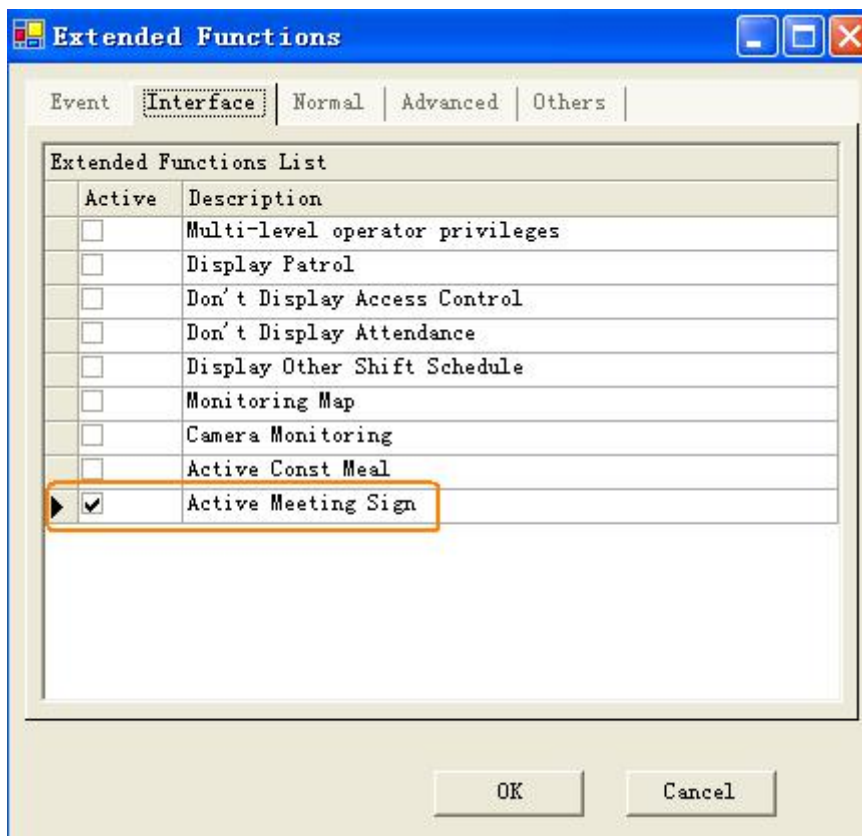 Extended Functions
Event Interface Normal Advanced Others
Extended Functions List
Active Description
Multi-level operator privileges
Display Patrol
Don't Display Access Control
Don't Display Attendance
Display Other Shift Schedule
Monitoring Map
Camera Monitoring
Active Const Meal
Active Meeting Sign
OK Cancel